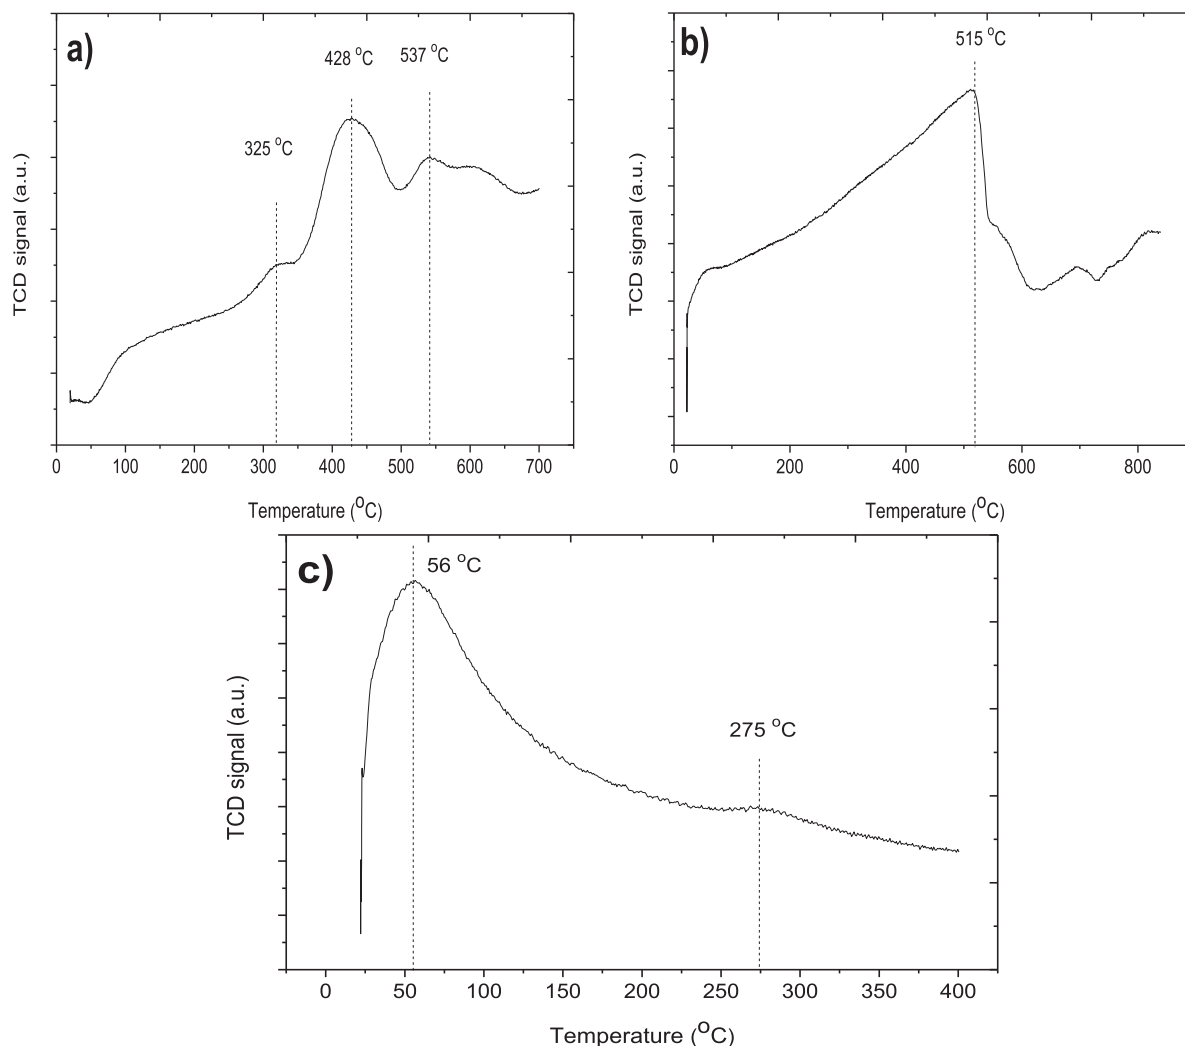 a)
325 °C
428 °C
537 °C
TCD signal (a.u.)
0 100 200 300 400 500 600 700
Temperature (°C)
b)
515 °C
TCD signal (a.u.)
0 200 400 600 800
Temperature (°C)
c)
56 °C
275 °C
TCD signal (a.u.)
0 50 100 150 200 250 300 350 400
Temperature (°C)